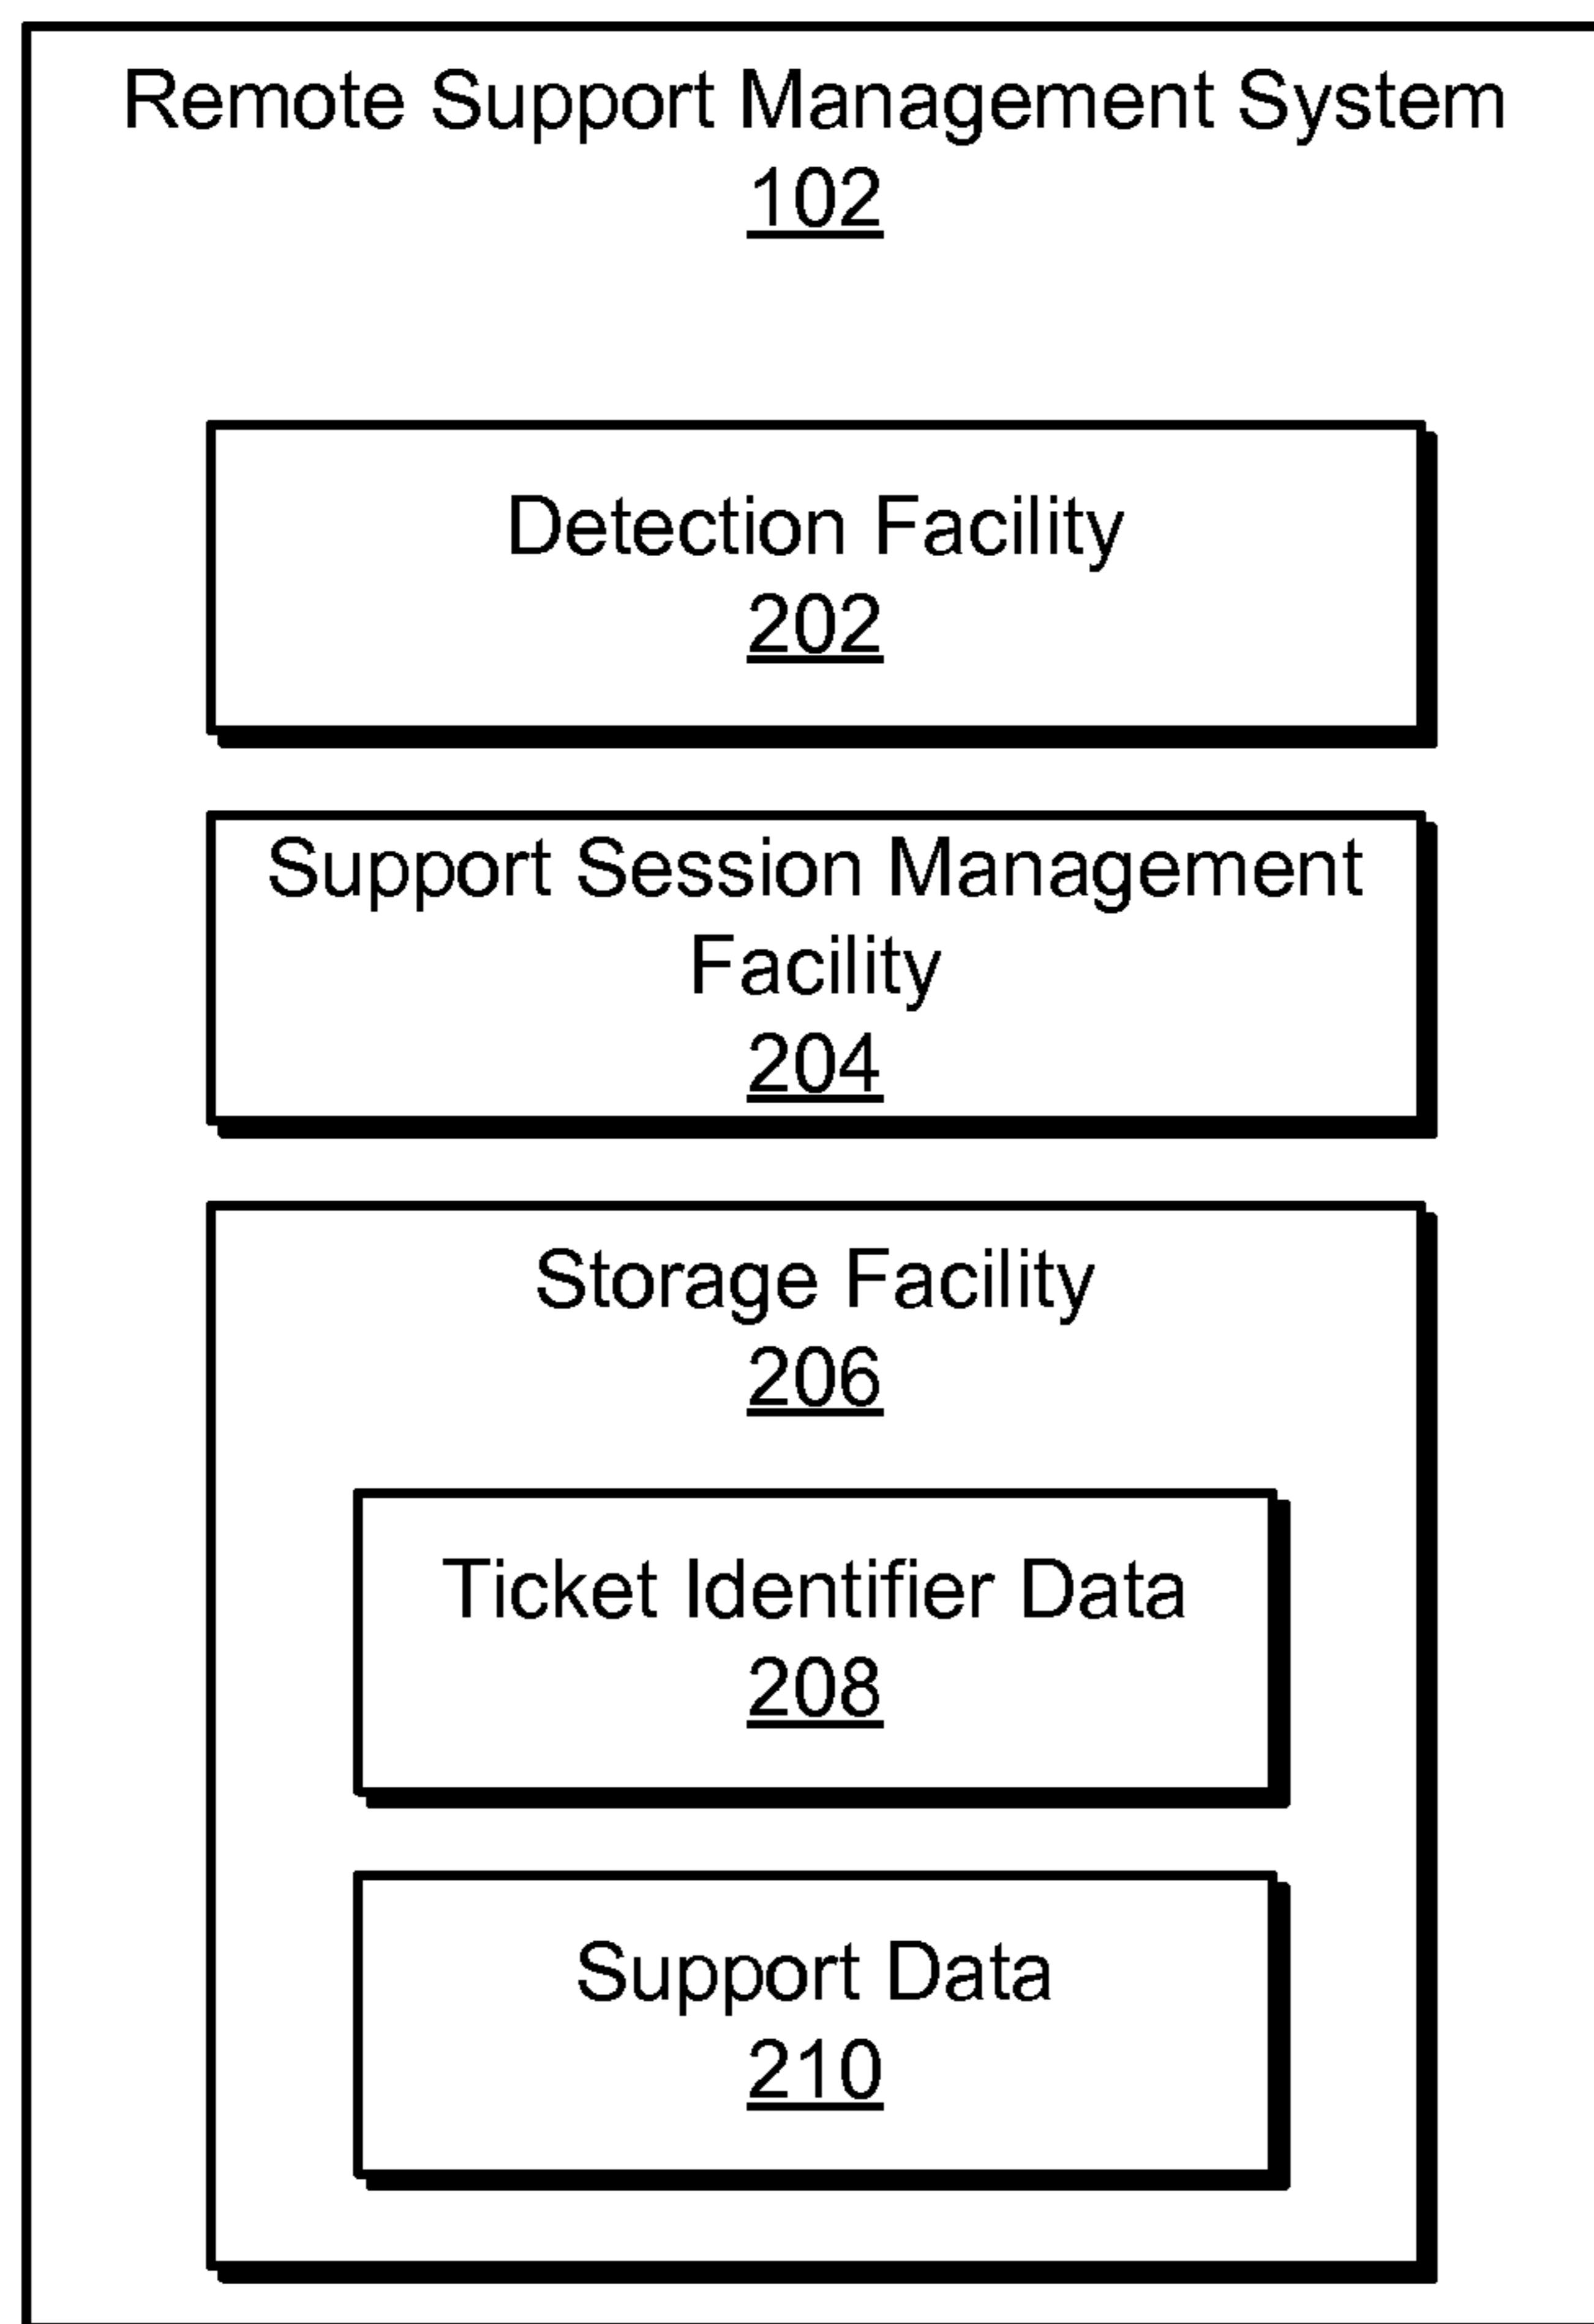 Remote Support Management System
102
Detection Facility
202
Support Session Management
Facility
204
Storage Facility
206
Ticket Identifier Data
208
Support Data
210